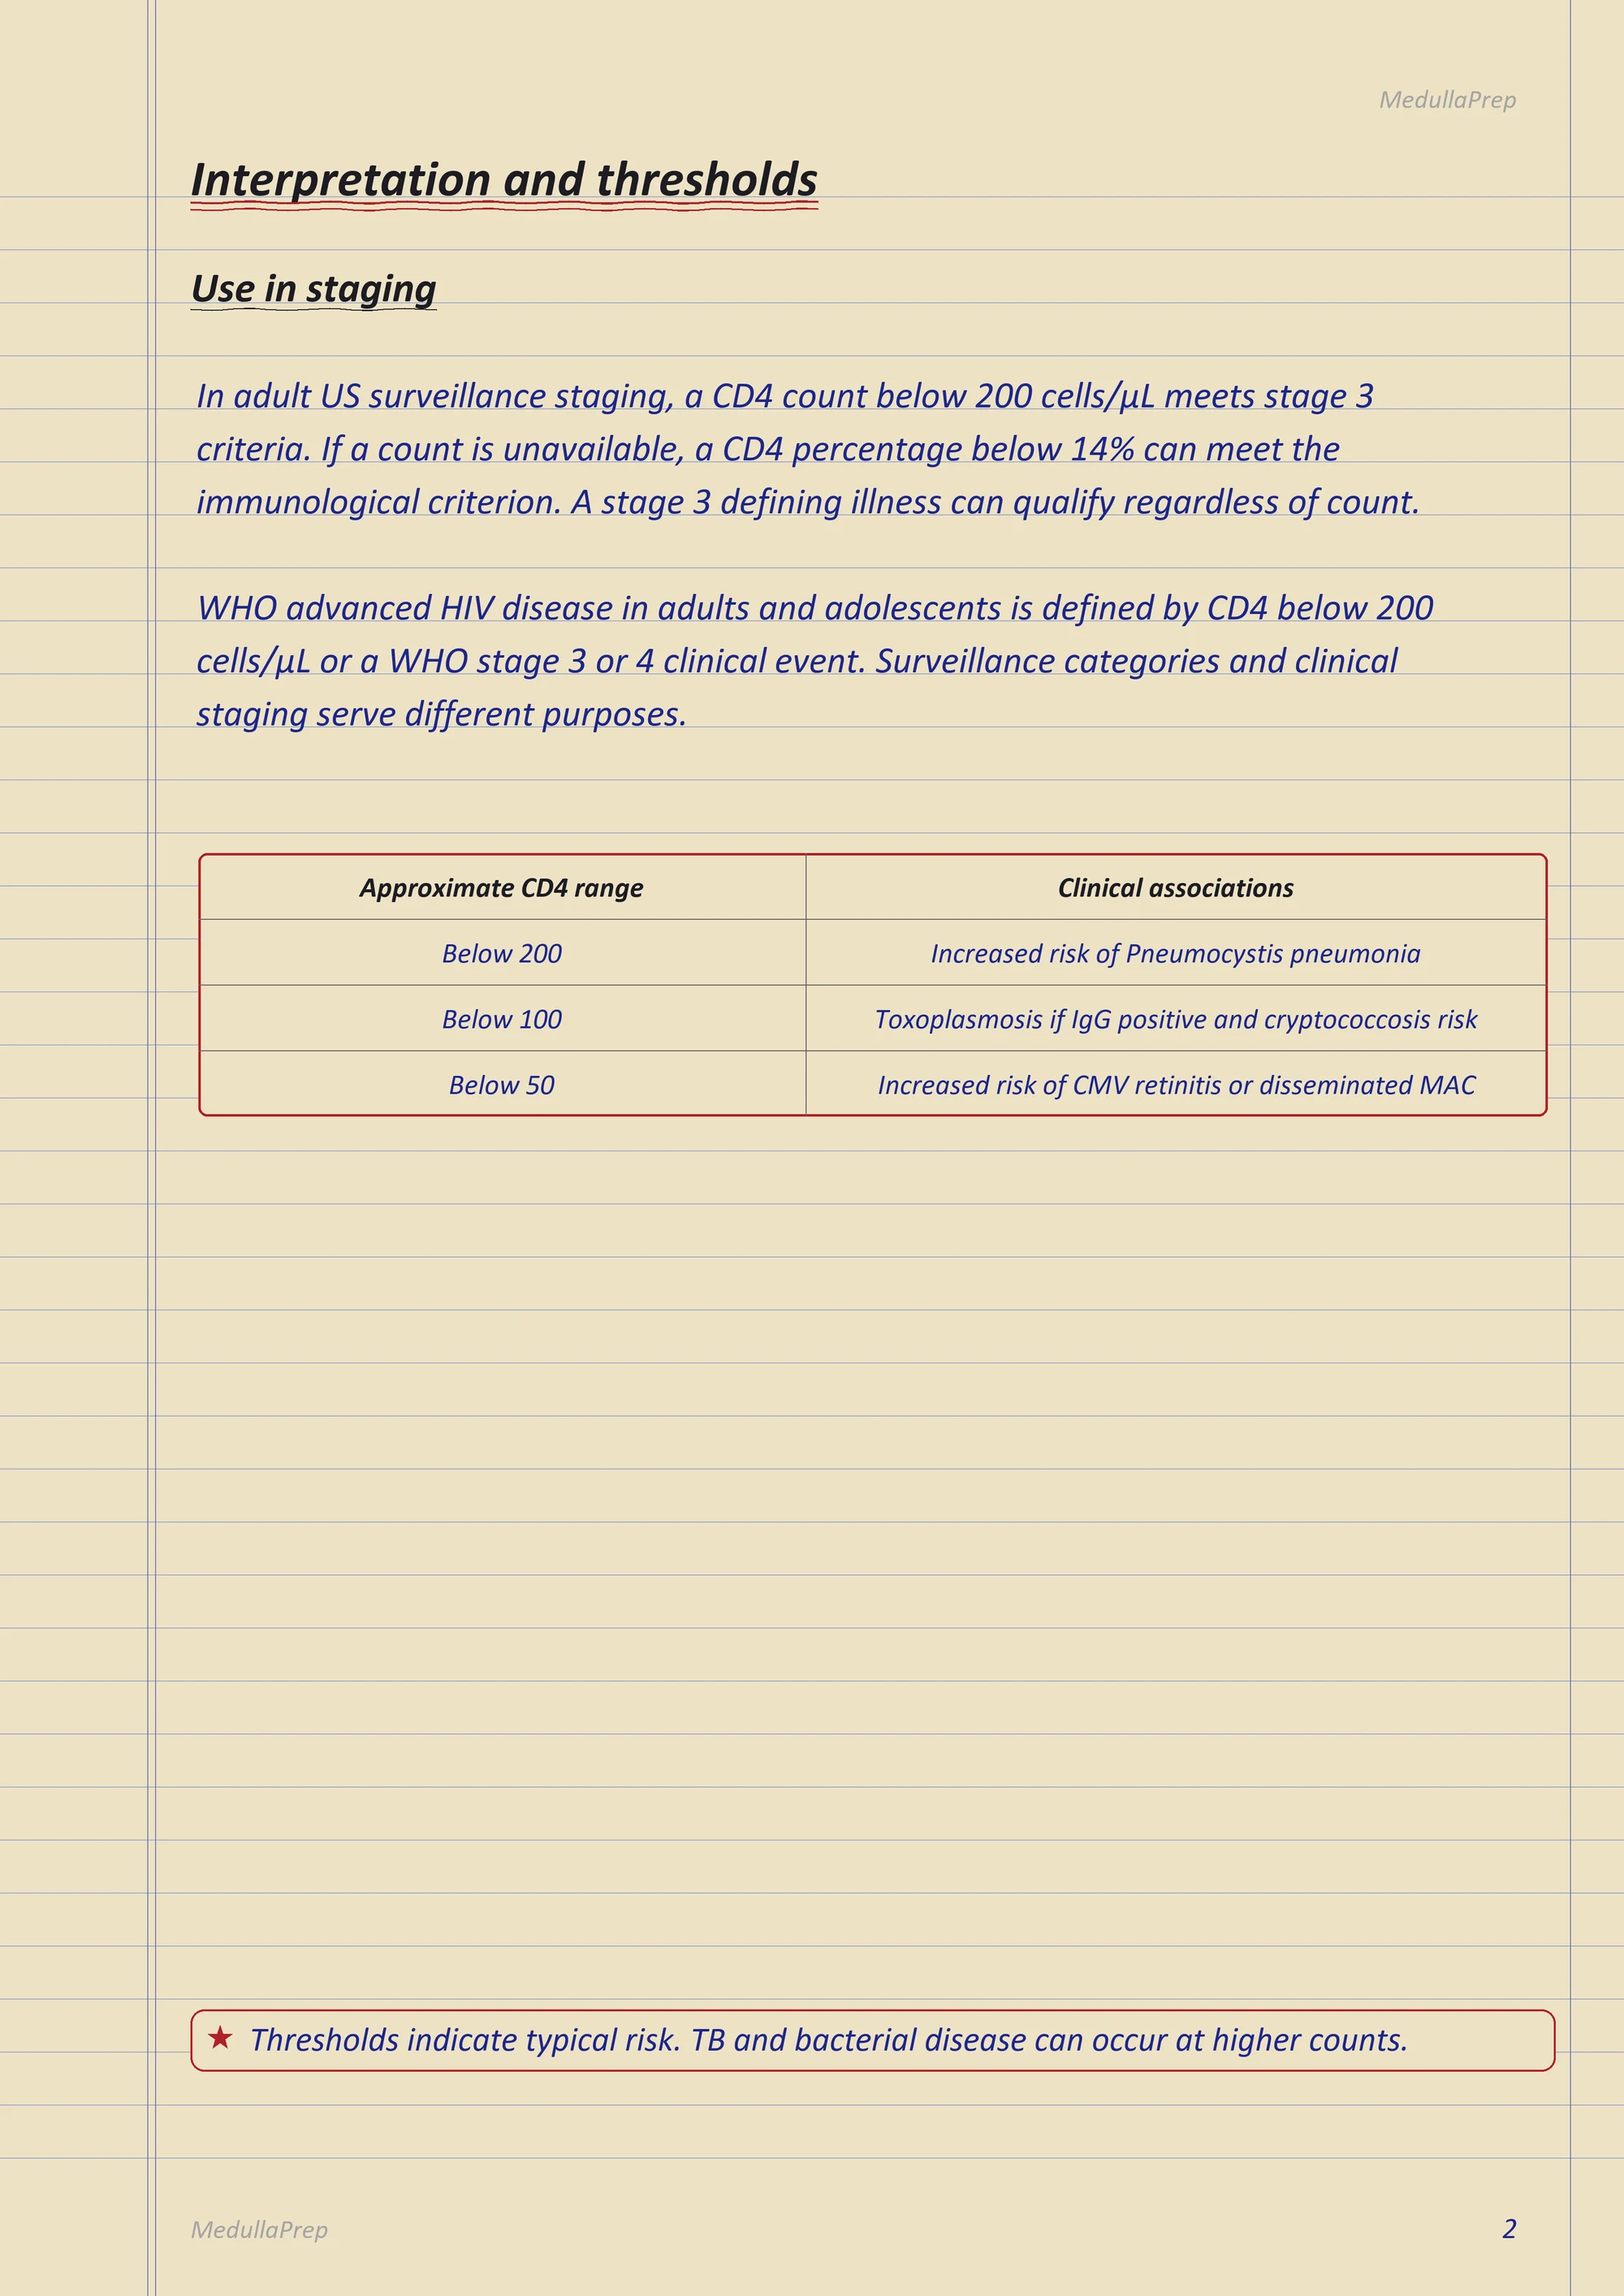 MedullaPrep
Interpretation and thresholds
Use in staging
In adult US surveillance staging, a CD4 count below 200 cells/µL meets stage 3
criteria. If a count is unavailable, a CD4 percentage below 14% can meet the
immunological criterion. A stage 3 defining illness can qualify regardless of count.
WHO advanced HIV disease in adults and adolescents is defined by CD4 below 200
cells/µL or a WHO stage 3 or 4 clinical event. Surveillance categories and clinical
staging serve different purposes.
Approximate CD4 range Clinical associations
Below 200 Increased risk of Pneumocystis pneumonia
Below 100 Toxoplasmosis if IgG positive and cryptococcosis risk
Below 50 Increased risk of CMV retinitis or disseminated MAC
★ Thresholds indicate typical risk. TB and bacterial disease can occur at higher counts.
MedullaPrep 2